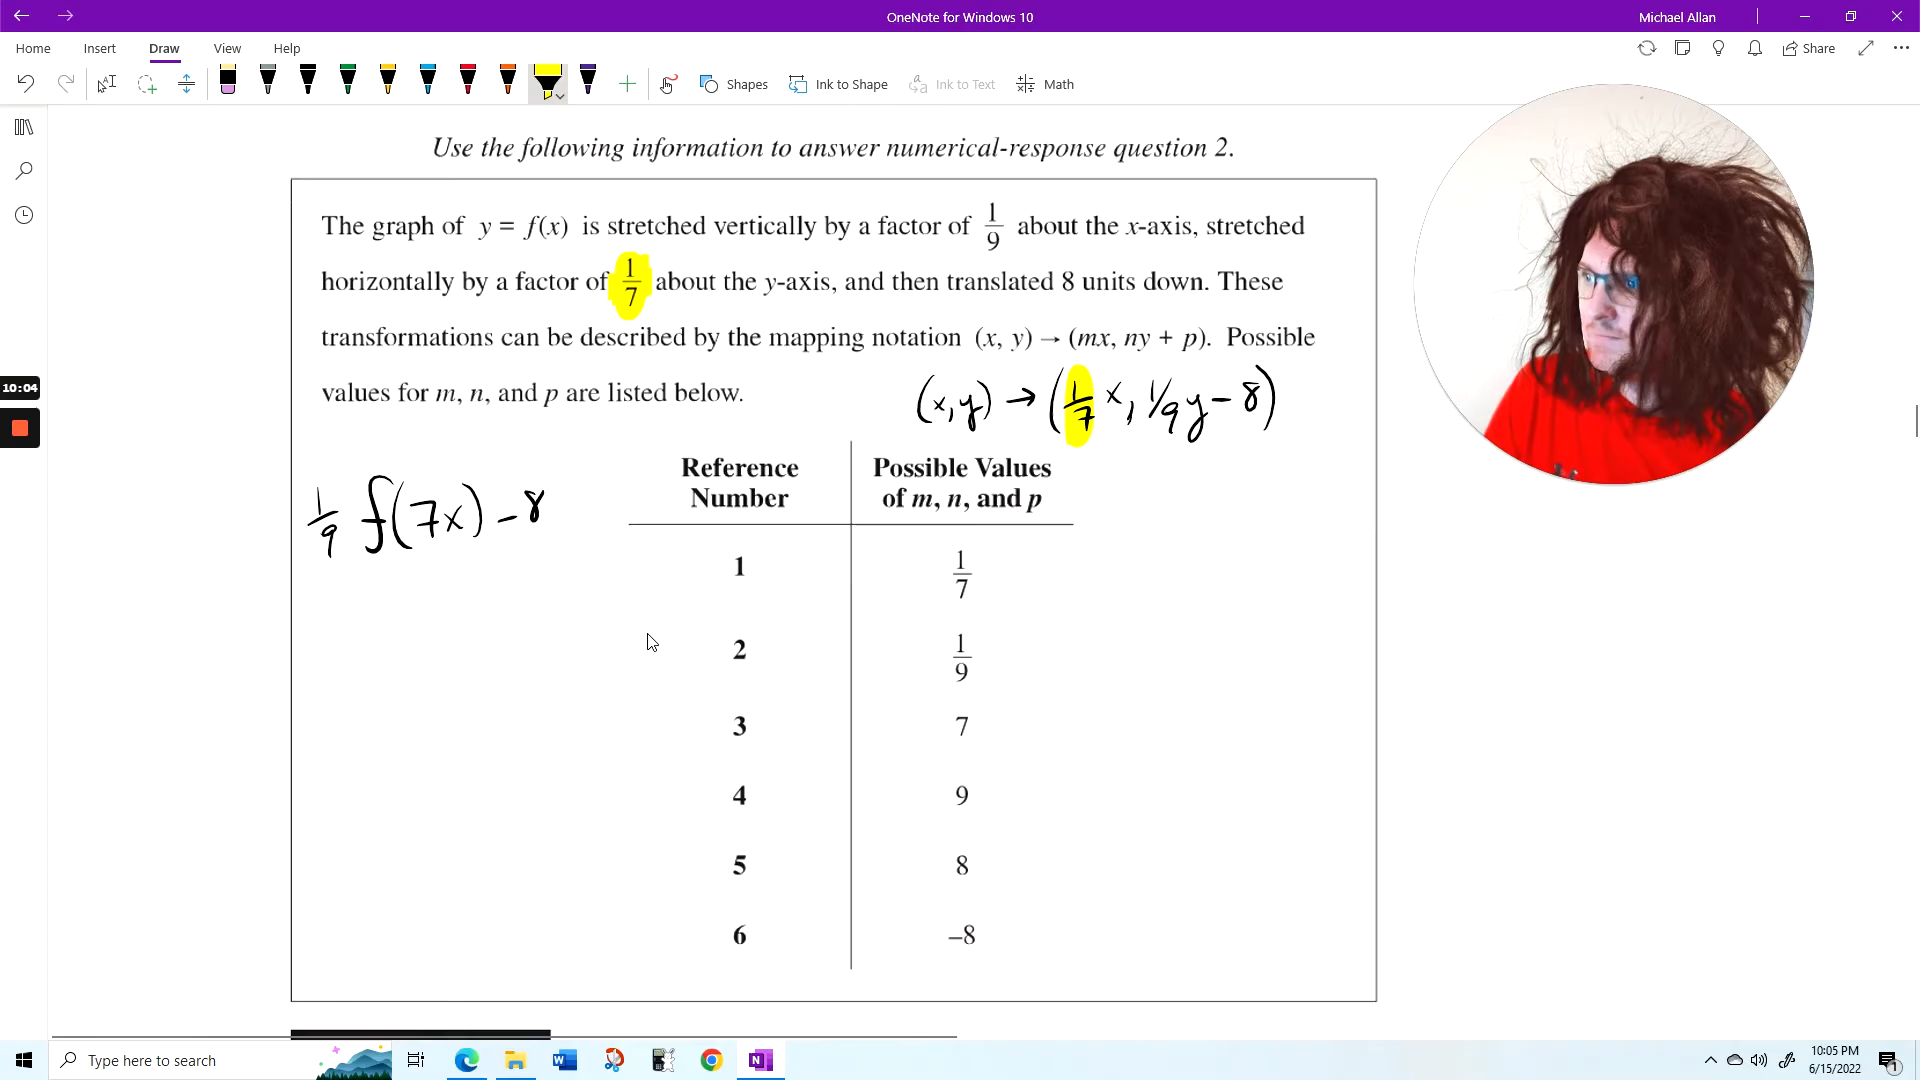 OneNote for Windows 10
Michael Allan
Home Insert Draw View Help
Share
Shapes
Ink to Shape
Ink to Text
Math
Use the following information to answer numerical-response question 2.
The graph of y = f(x) is stretched vertically by a factor of 1/9 about the x-axis, stretched
horizontally by a factor of 1/7 about the y-axis, and then translated 8 units down. These
transformations can be described by the mapping notation (x, y) → (mx, ny + p). Possible
values for m, n, and p are listed below.
(x,y) → (1/7 x, 1/9 y - 8)
1/9 f(7x) - 8
Reference Possible Values
Number of m, n, and p
1 1/7
2 1/9
3 7
4 9
5 8
6 –8
10:04
Type here to search
10:05 PM
6/15/2022
1